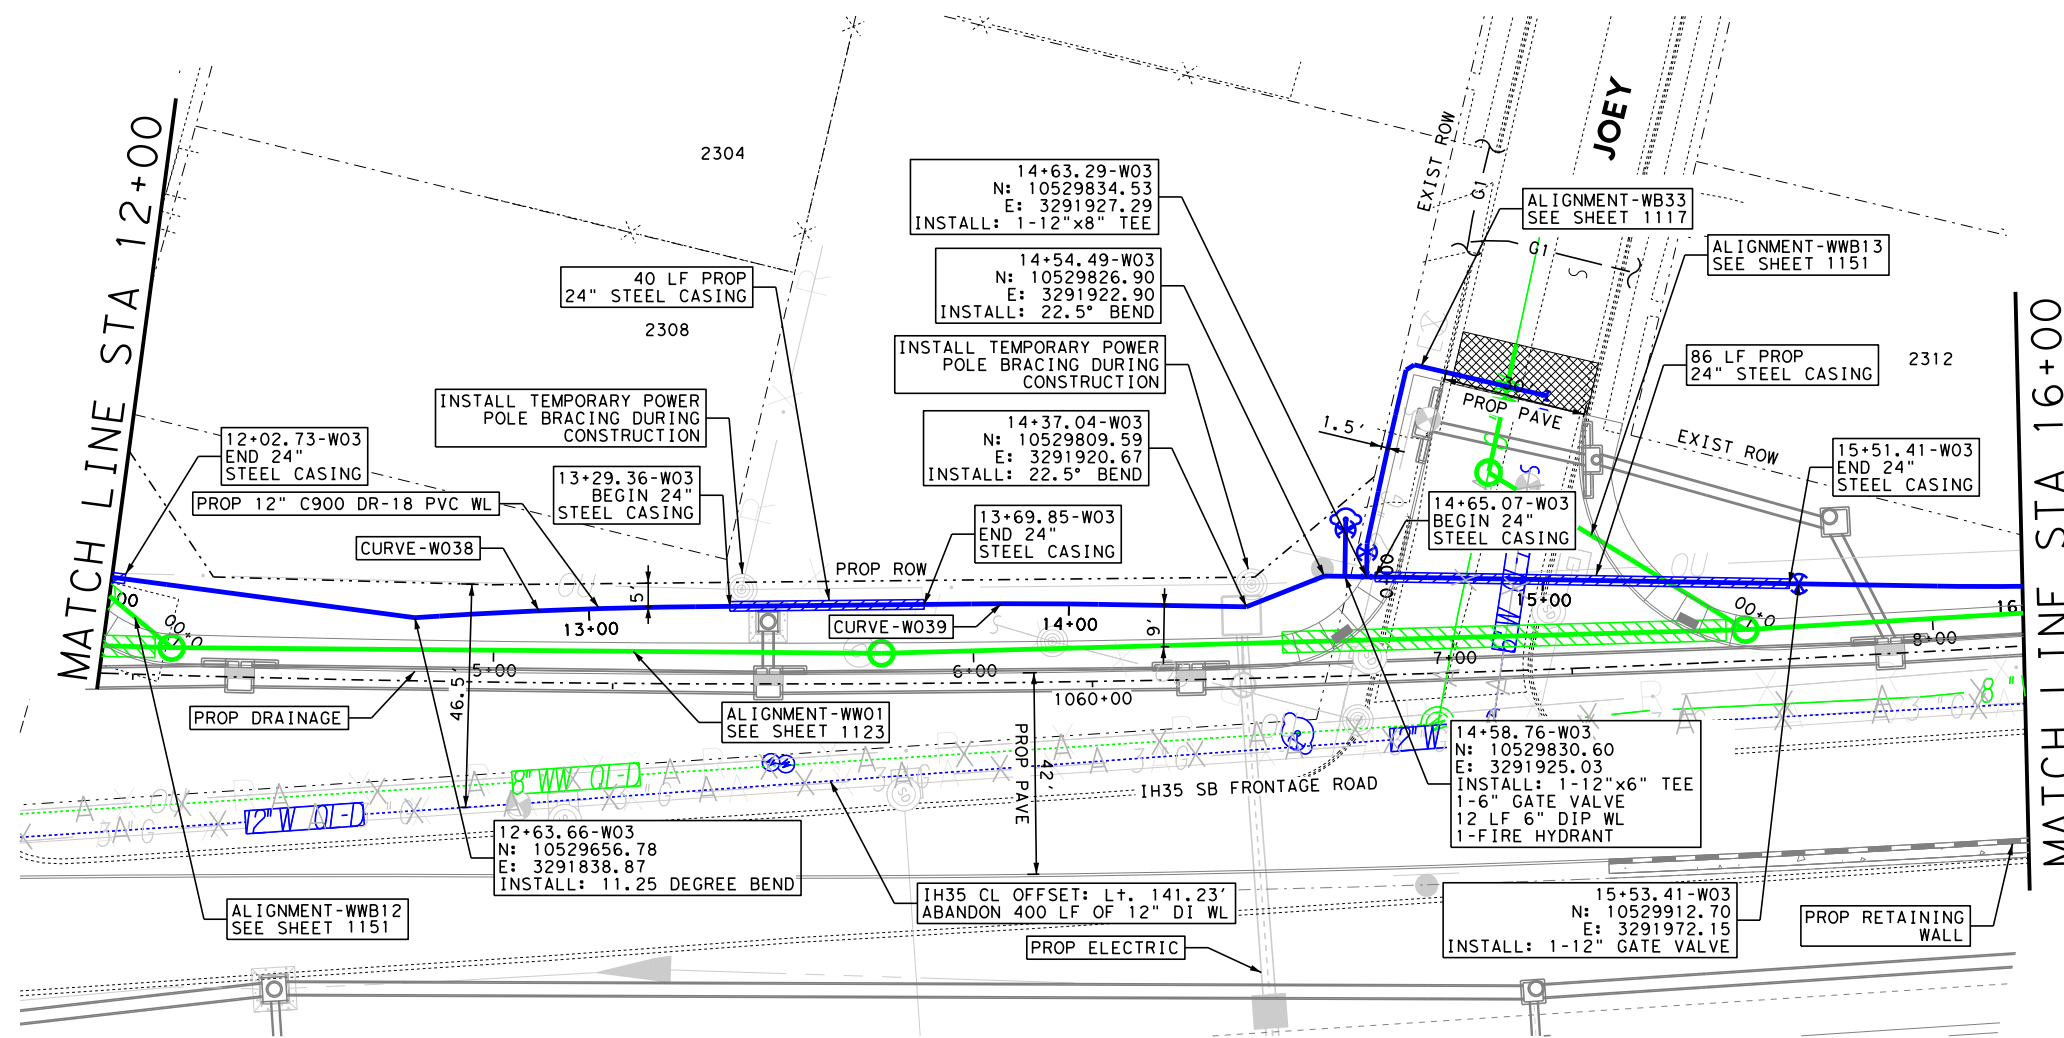 MATCH LINE STA 12+00
2304
2308
40 LF PROP
24" STEEL CASING
14+63.29-W03
N: 10529834.53
E: 3291927.29
INSTALL: 1-12"x8" TEE
14+54.49-W03
N: 10529826.90
E: 3291922.90
INSTALL: 22.5° BEND
INSTALL TEMPORARY POWER
POLE BRACING DURING
CONSTRUCTION
14+37.04-W03
N: 10529809.59
E: 3291920.67
INSTALL: 22.5° BEND
EXIST ROW
G1
G1
S
JOEY
ALIGNMENT-WB33
SEE SHEET 1117
ALIGNMENT-WWB13
SEE SHEET 1151
86 LF PROP
24" STEEL CASING
2312
MATCH LINE STA 16+00
PROP PAVE
EXIST ROW
1.5'
15+51.41-W03
END 24"
STEEL CASING
14+65.07-W03
BEGIN 24"
STEEL CASING
INSTALL TEMPORARY POWER
POLE BRACING DURING
CONSTRUCTION
12+02.73-W03
END 24"
STEEL CASING
PROP 12" C900 DR-18 PVC WL
13+29.36-W03
BEGIN 24"
STEEL CASING
CURVE-W038
13+69.85-W03
END 24"
STEEL CASING
PROP ROW
5'
CURVE-W039
13+00
14+00
15+00
16
0+00
0+00
0+00
00
9'
5+00
6+00
7+00
8+00
1060+00
46.5'
PROP DRAINAGE
ALIGNMENT-WW01
SEE SHEET 1123
PROP PAVE
42'
8"WW OL-D
12"W OL-D
12"W
8"
IH35 SB FRONTAGE ROAD
14+58.76-W03
N: 10529830.60
E: 3291925.03
INSTALL: 1-12"x6" TEE
1-6" GATE VALVE
12 LF 6" DIP WL
1-FIRE HYDRANT
12+63.66-W03
N: 10529656.78
E: 3291838.87
INSTALL: 11.25 DEGREE BEND
IH35 CL OFFSET: Lt. 141.23'
ABANDON 400 LF OF 12" DI WL
ALIGNMENT-WWB12
SEE SHEET 1151
PROP ELECTRIC
15+53.41-W03
N: 10529912.70
E: 3291972.15
INSTALL: 1-12" GATE VALVE
PROP RETAINING
WALL